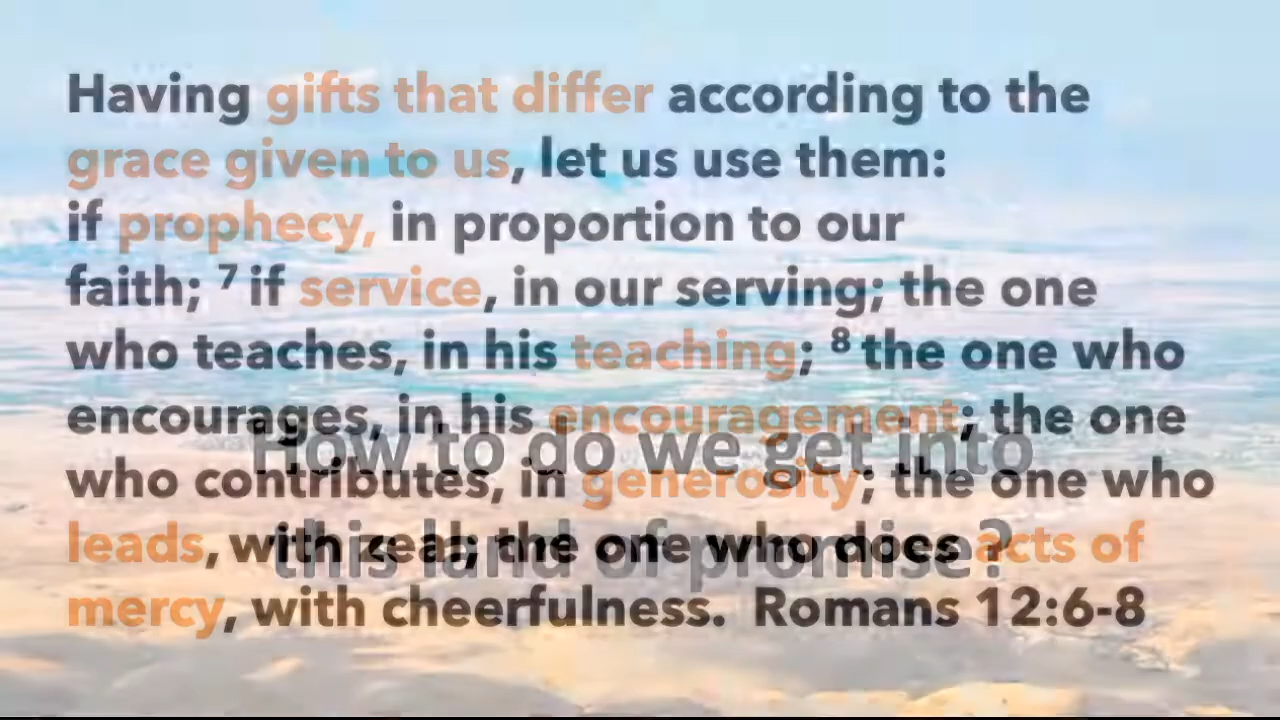 Having gifts that differ according to the
grace given to us, let us use them:
if prophecy, in proportion to our
faith; ⁷ if service, in our serving; the one
who teaches, in his teaching; ⁸ the one who
encourages, in his encouragement; the one
How to do we get into
who contributes, in generosity; the one who
leads, with zeal; the one who does acts of
this land of promise?
mercy, with cheerfulness. Romans 12:6-8